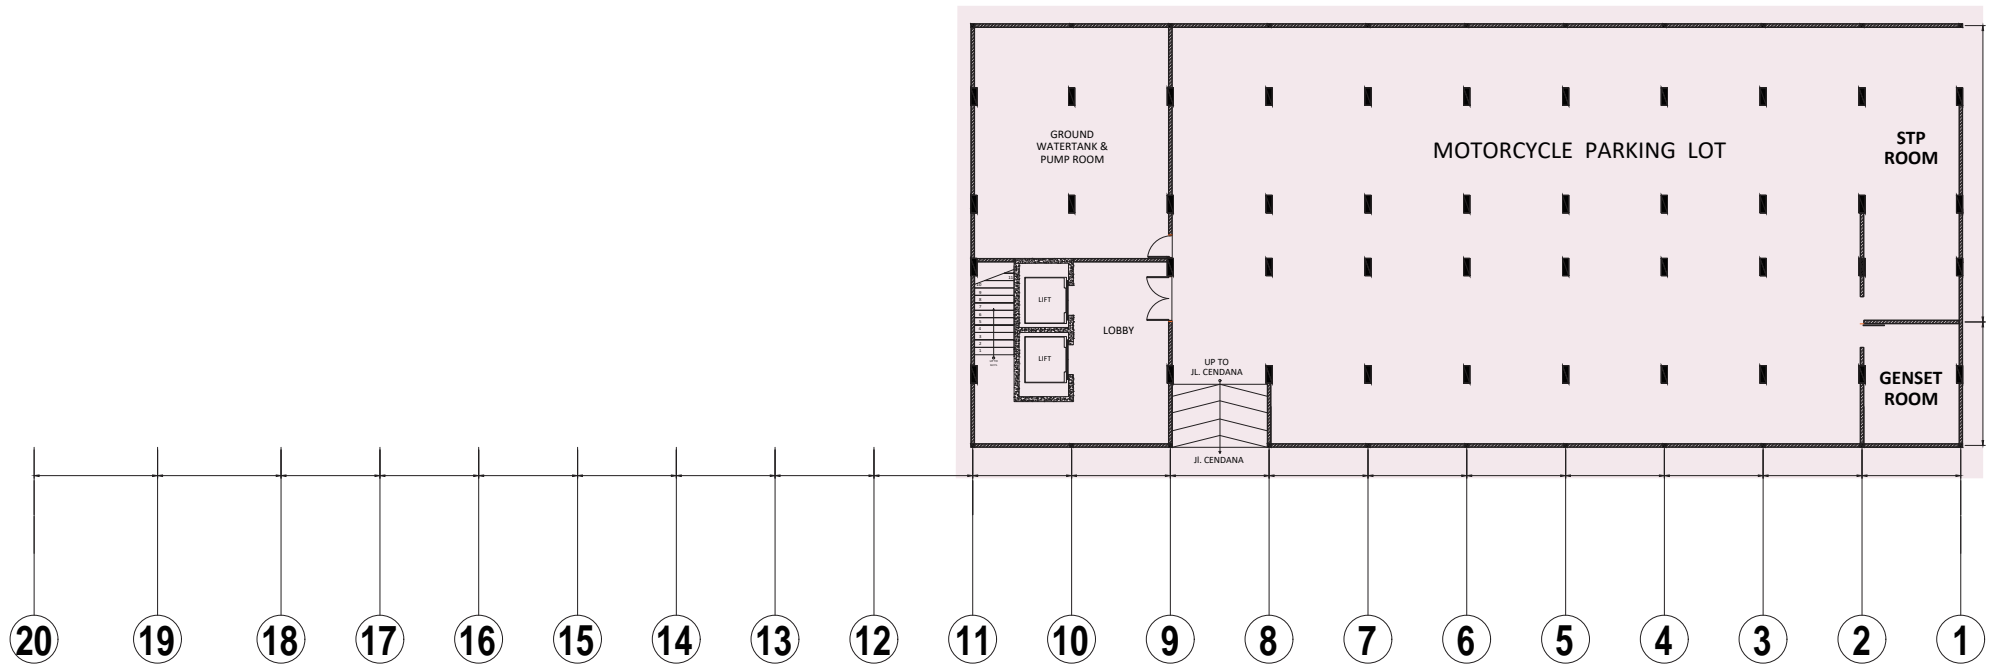 GROUND
WATERTANK &
PUMP ROOM
MOTORCYCLE PARKING LOT
STP
ROOM
LIFT
LOBBY
LIFT
UP TO
JL. CENDANA
GENSET
ROOM
Jl. CENDANA
20 19 18 17 16 15 14 13 12 11 10 9 8 7 6 5 4 3 2 1